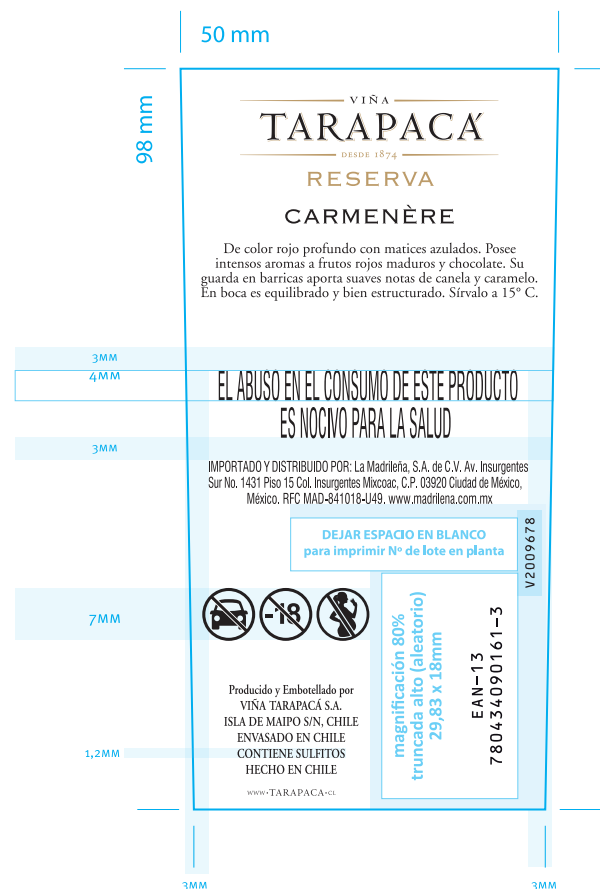 50 mm
98 mm
VIÑA
TARAPACÁ
DESDE 1874
RESERVA
CARMENÈRE
De color rojo profundo con matices azulados. Posee
intensos aromas a frutos rojos maduros y chocolate. Su
guarda en barricas aporta suaves notas de canela y caramelo.
En boca es equilibrado y bien estructurado. Sírvalo a 15° C.
3MM
4MM
EL ABUSO EN EL CONSUMO DE ESTE PRODUCTO
ES NOCIVO PARA LA SALUD
3MM
IMPORTADO Y DISTRIBUIDO POR: La Madrileña, S.A. de C.V. Av. Insurgentes
Sur No. 1431 Piso 15 Col. Insurgentes Mixcoac, C.P. 03920 Ciudad de México,
México. RFC MAD-841018-U49. www.madrilena.com.mx
DEJAR ESPACIO EN BLANCO
para imprimir Nº de lote en planta
V2009678
7MM
-18
magnificación 80%
truncada alto (aleatorio)
29,83 x 18mm
EAN-13
780434090161-3
Producido y Embotellado por
VIÑA TARAPACÁ S.A.
ISLA DE MAIPO S/N, CHILE
ENVASADO EN CHILE
1,2MM
CONTIENE SULFITOS
HECHO EN CHILE
WWW•TARAPACA•CL
3MM
3MM